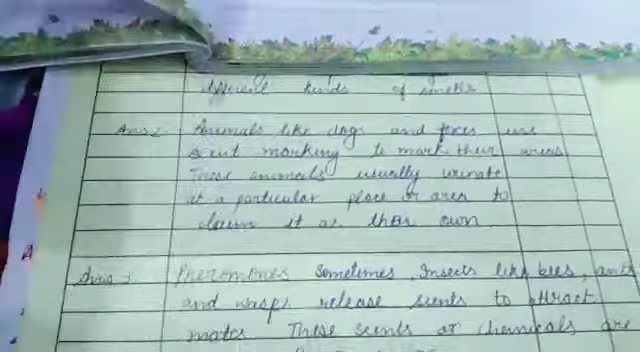 different kinds of smells
Ans 2 Animals like dogs and foxes use
scent marking to mark their areas
These animals usually urinate
at a particular place or area to
claim it as their own
Ans 3 Pheromones Sometimes, Insects like bees, ants
and wasps release scents to attract
mates These scents or chemicals are